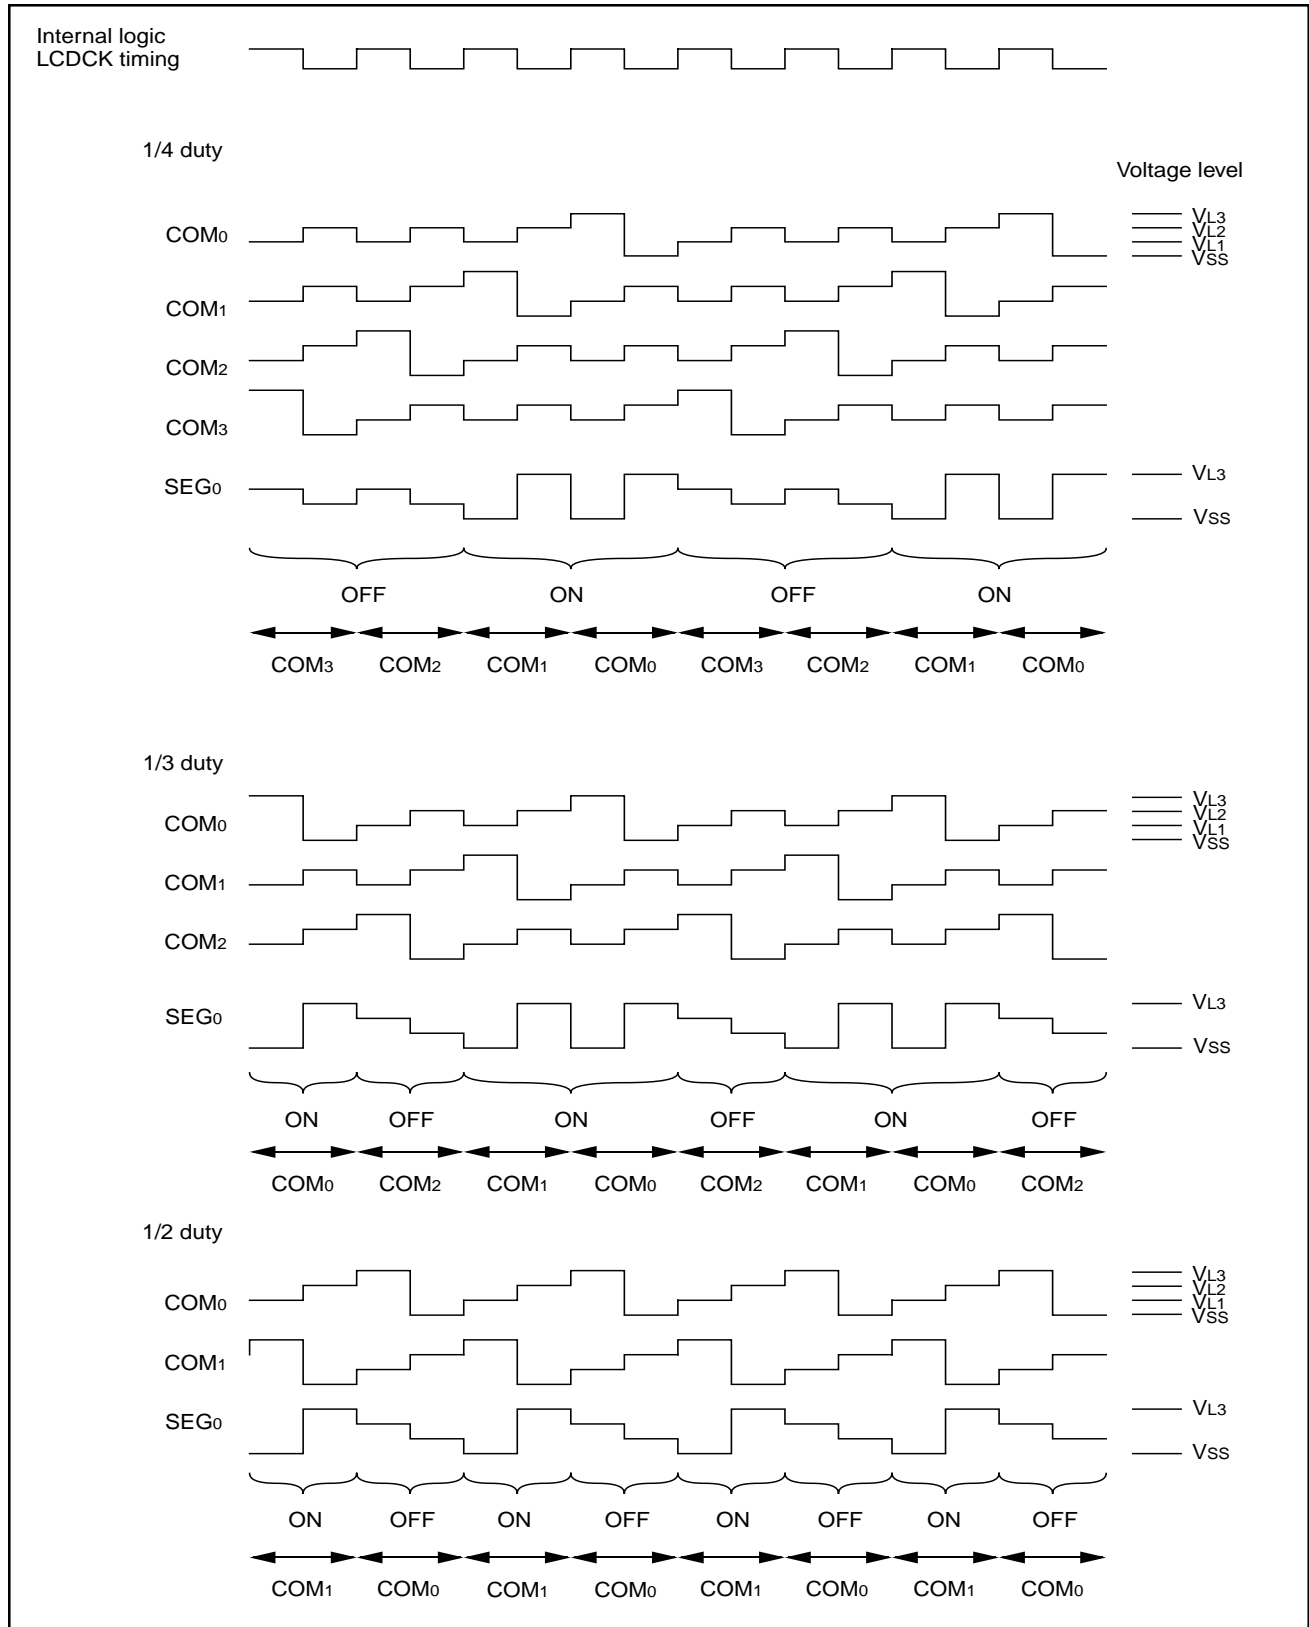 Internal logic
LCDCK timing
1/4 duty
Voltage level
COM0
VL3
VL2
VL1
VSS
COM1
COM2
COM3
SEG0
VL3
VSS
OFF ON OFF ON
COM3 COM2 COM1 COM0 COM3 COM2 COM1 COM0
1/3 duty
COM0
VL3
VL2
VL1
VSS
COM1
COM2
SEG0
VL3
VSS
ON OFF ON OFF ON OFF
COM0 COM2 COM1 COM0 COM2 COM1 COM0 COM2
1/2 duty
COM0
VL3
VL2
VL1
VSS
COM1
SEG0
VL3
VSS
ON OFF ON OFF ON OFF ON OFF
COM1 COM0 COM1 COM0 COM1 COM0 COM1 COM0